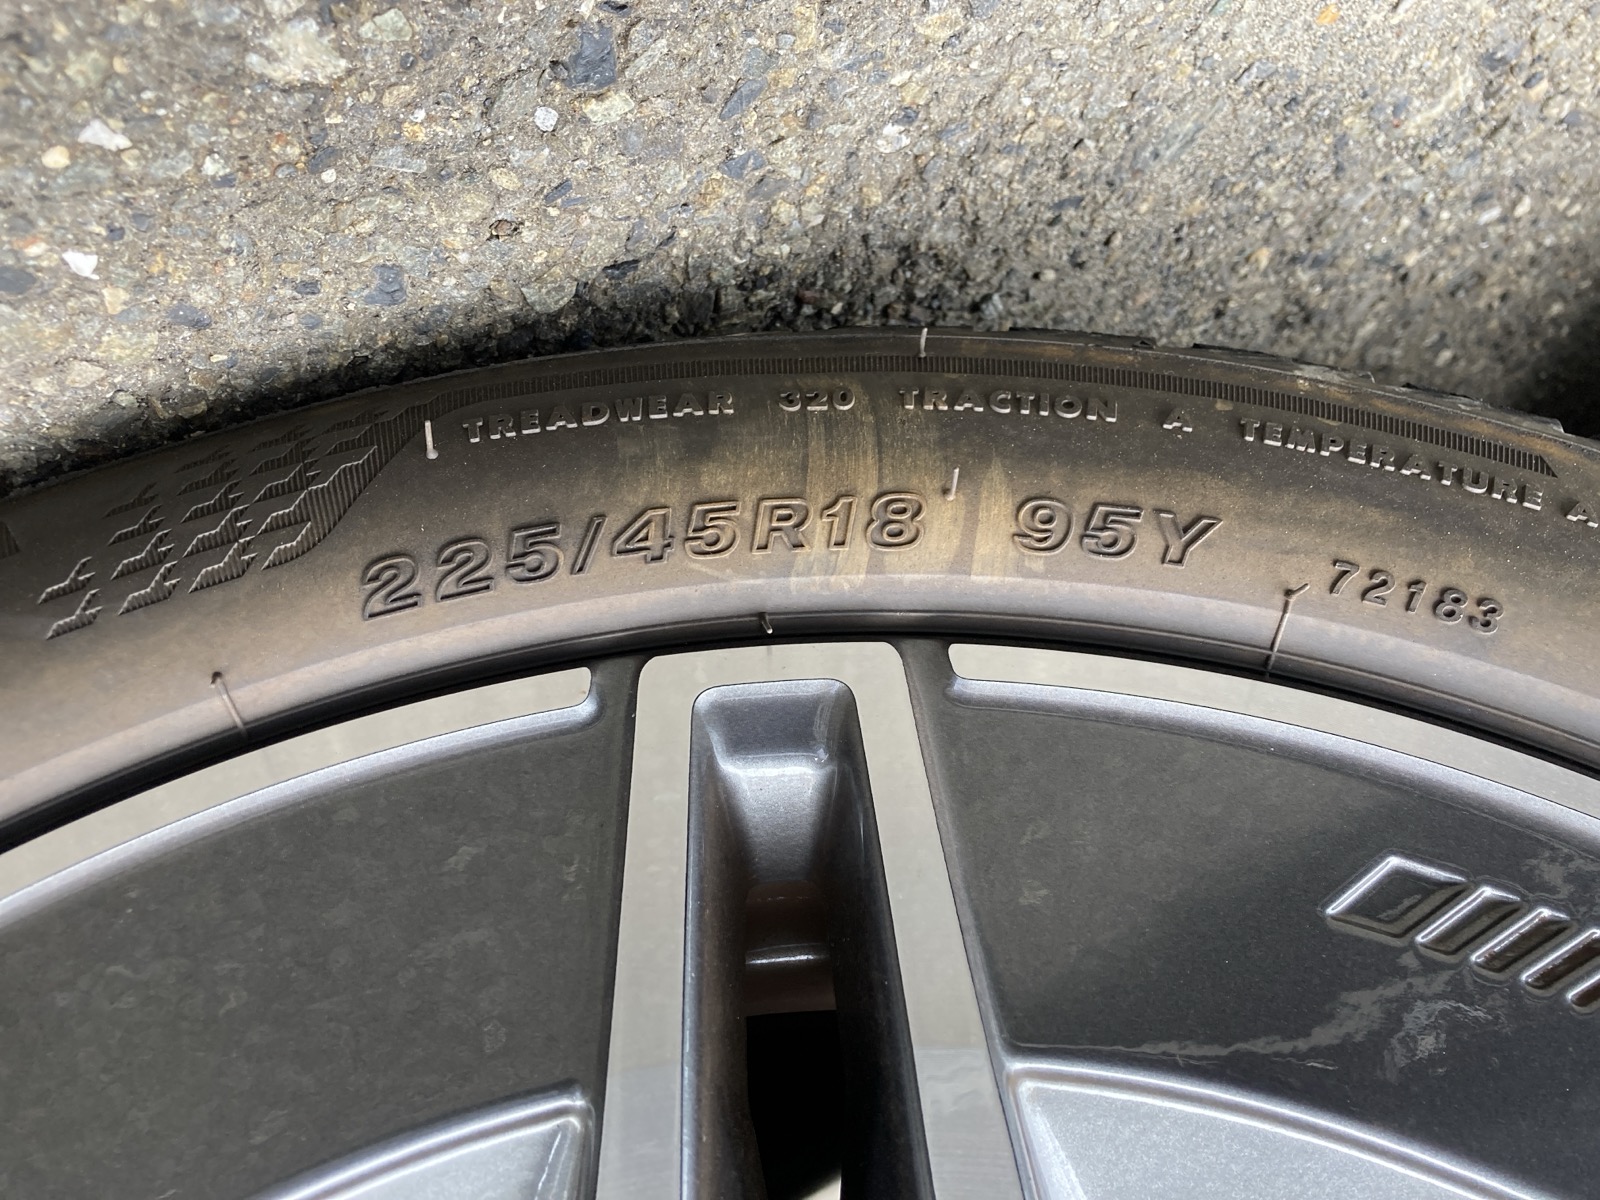 TREADWEAR 320 TRACTION A TEMPERATURE A
225/45R18 95Y
72183